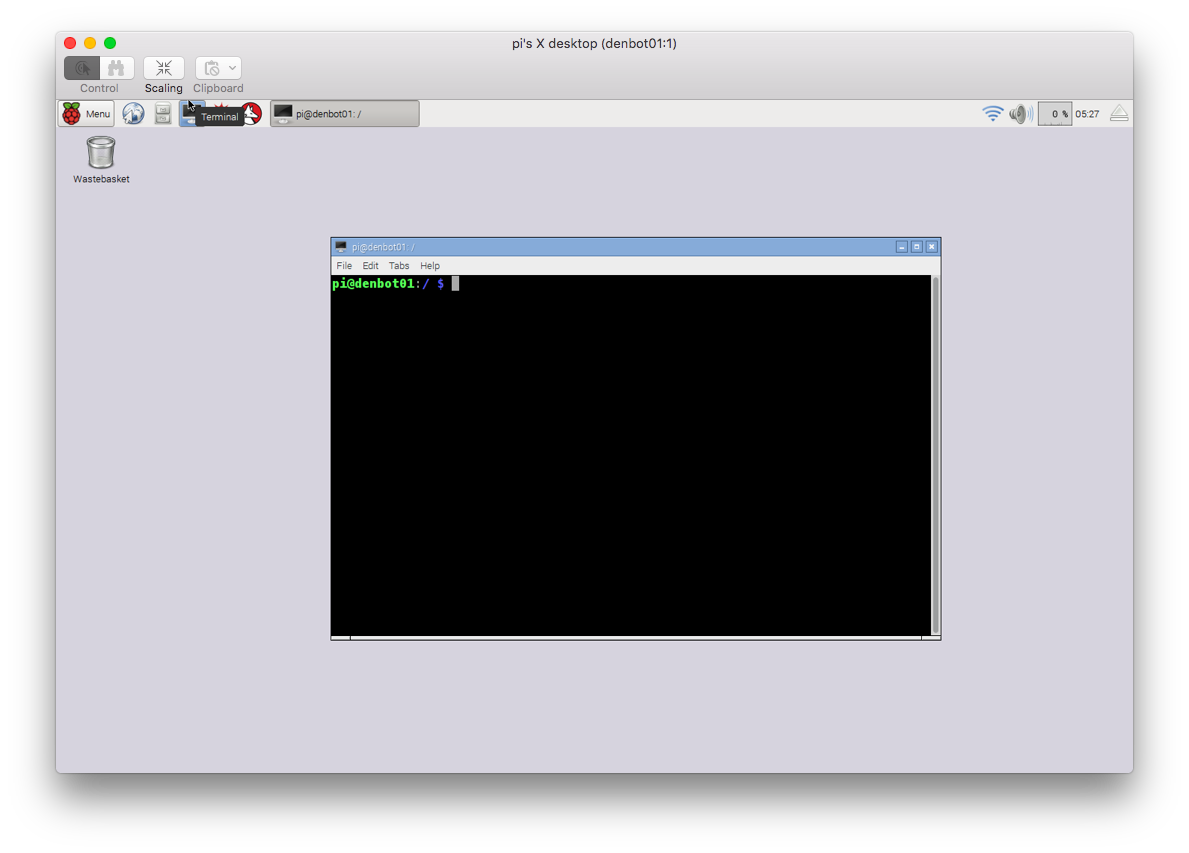 pi's X desktop (denbot01:1)
Control Scaling Clipboard
Menu Terminal pi@denbot01: / 0 % 05:27
Wastebasket
pi@denbot01: /
File Edit Tabs Help
pi@denbot01:/ $